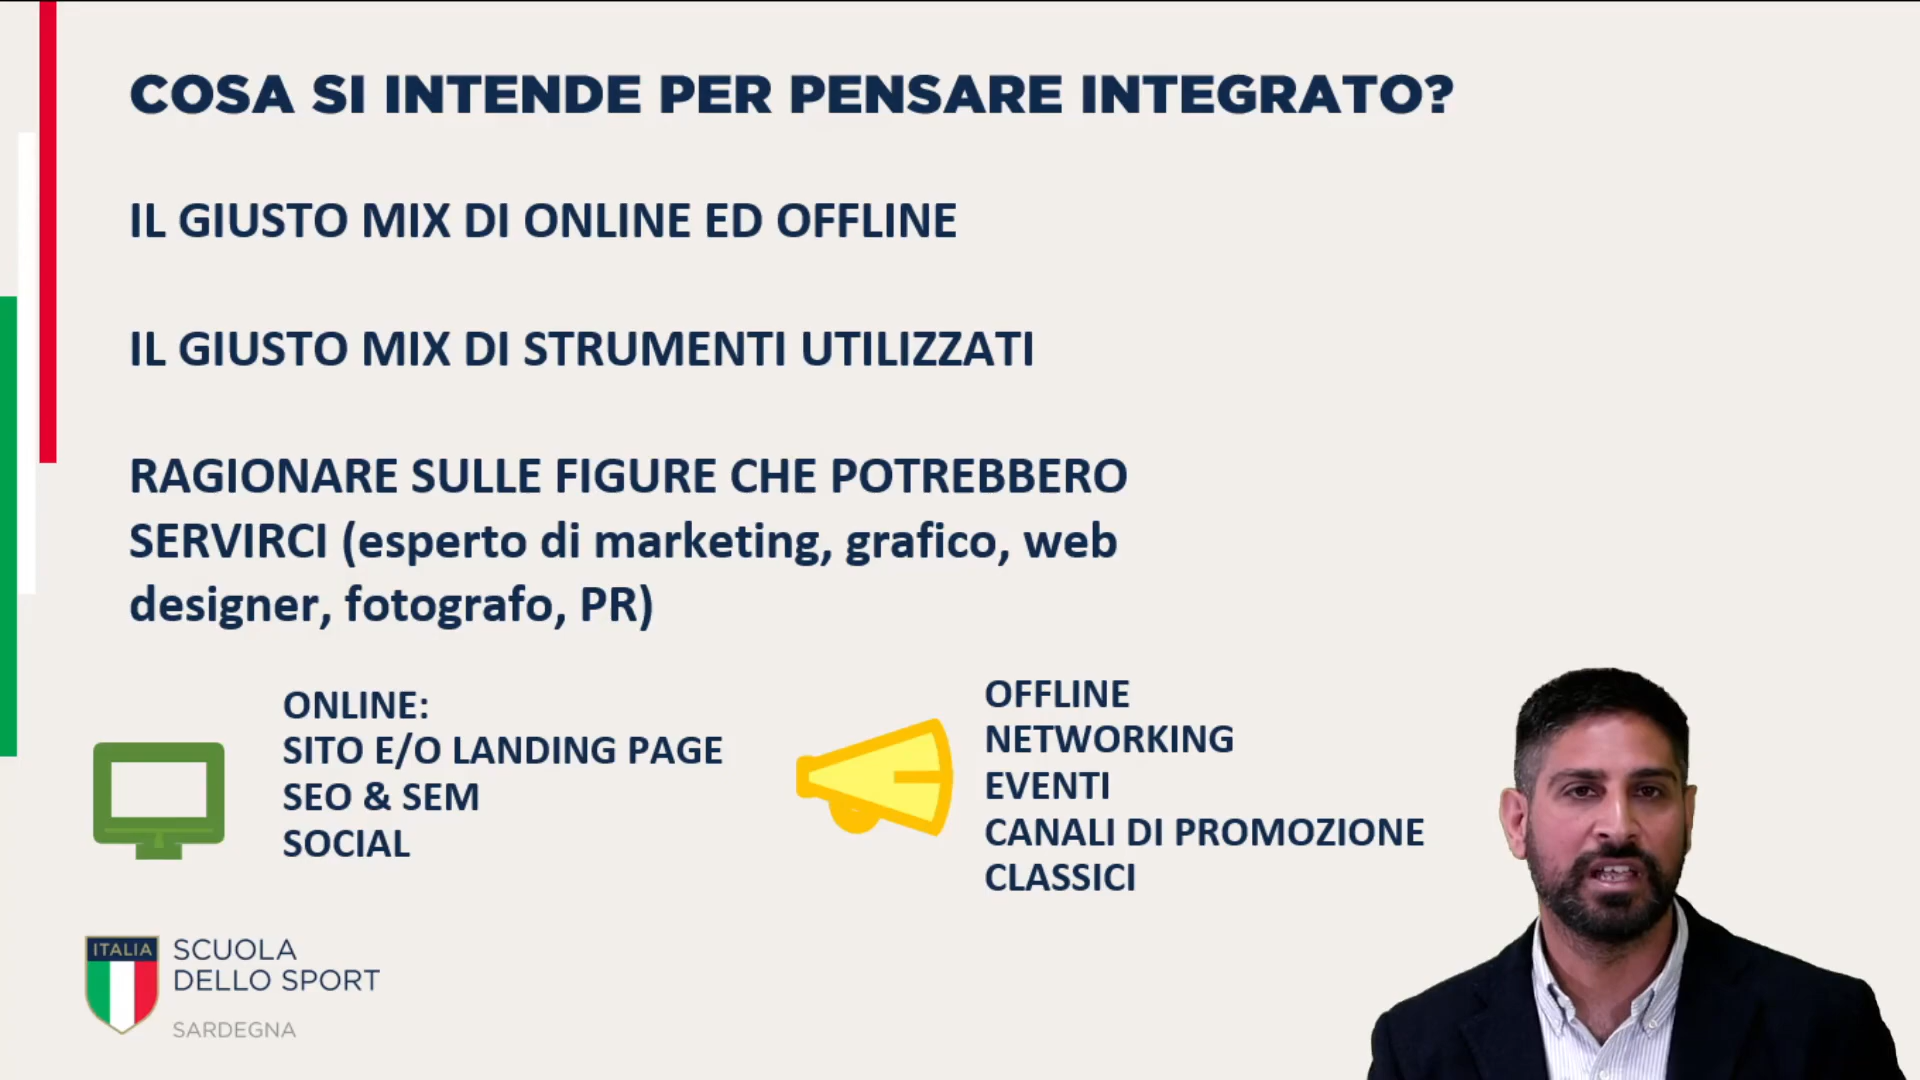 COSA SI INTENDE PER PENSARE INTEGRATO?
IL GIUSTO MIX DI ONLINE ED OFFLINE
IL GIUSTO MIX DI STRUMENTI UTILIZZATI
RAGIONARE SULLE FIGURE CHE POTREBBERO
SERVIRCI (esperto di marketing, grafico, web
designer, fotografo, PR)
ONLINE:
SITO E/O LANDING PAGE
SEO & SEM
SOCIAL
OFFLINE
NETWORKING
EVENTI
CANALI DI PROMOZIONE
CLASSICI
ITALIA
SCUOLA
DELLO SPORT
SARDEGNA